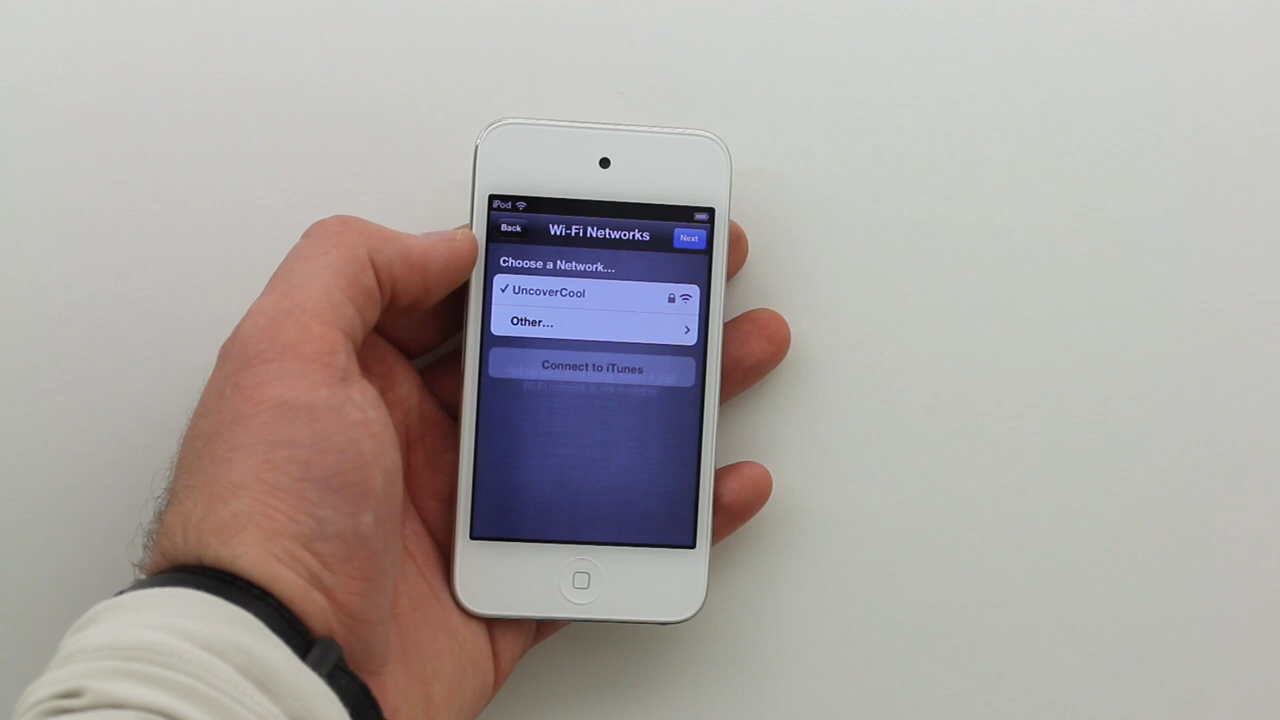 iPod
Back Wi-Fi Networks Next
Choose a Network...
✓ UncoverCool
Other...
Connect to iTunes